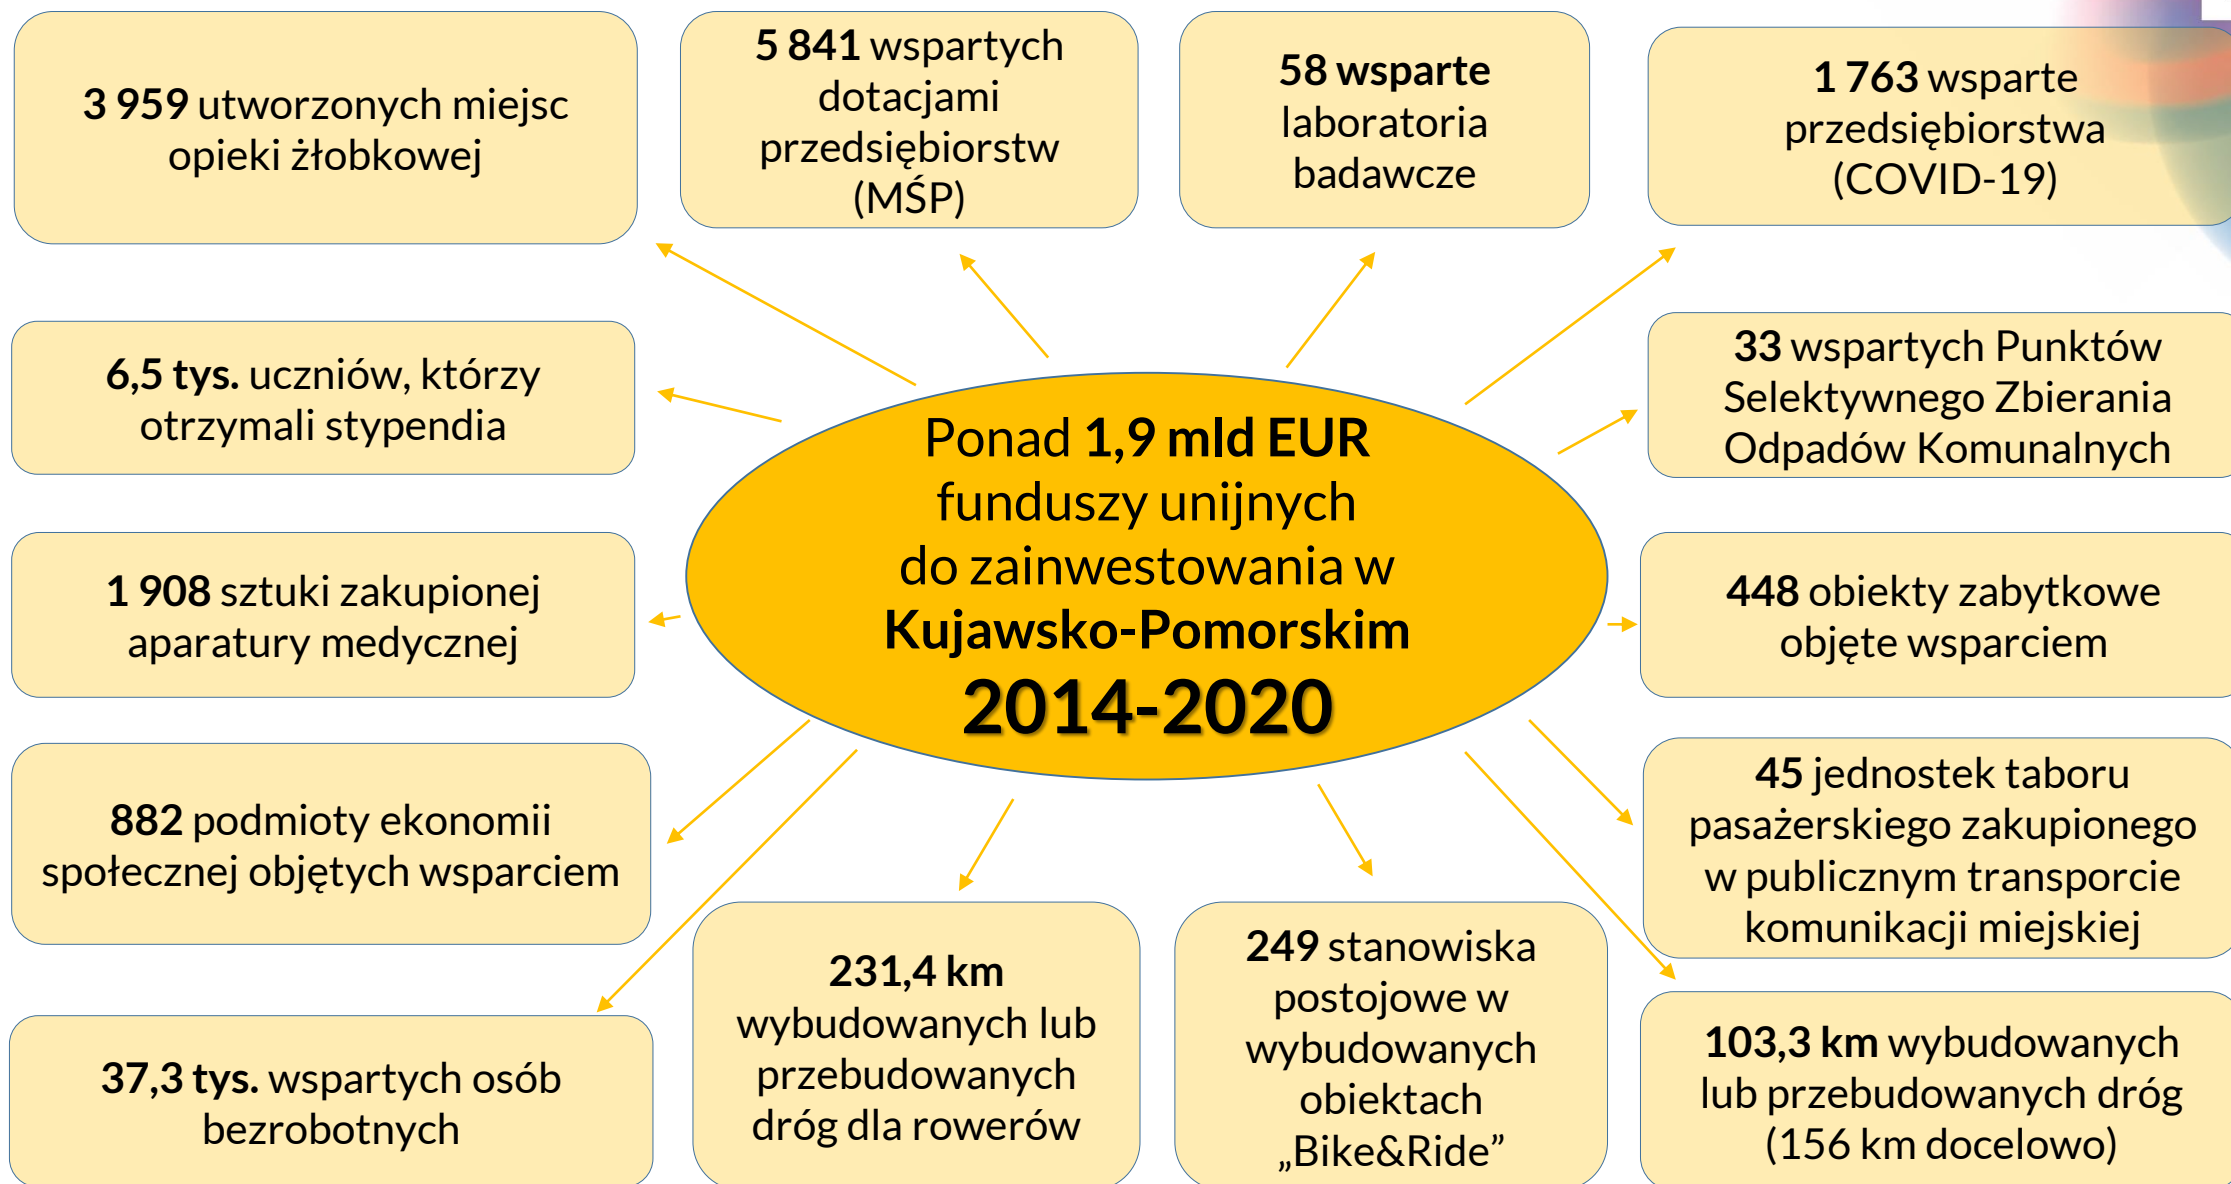 3 959 utworzonych miejsc
opieki żłobkowej
5 841 wspartych
dotacjami
przedsiębiorstw
(MŚP)
58 wsparte
laboratoria
badawcze
1 763 wsparte
przedsiębiorstwa
(COVID-19)
6,5 tys. uczniów, którzy
otrzymali stypendia
33 wspartych Punktów
Selektywnego Zbierania
Odpadów Komunalnych
Ponad 1,9 mld EUR
funduszy unijnych
do zainwestowania w
Kujawsko-Pomorskim
2014-2020
1 908 sztuki zakupionej
aparatury medycznej
448 obiekty zabytkowe
objęte wsparciem
882 podmioty ekonomii
społecznej objętych wsparciem
45 jednostek taboru
pasażerskiego zakupionego
w publicznym transporcie
komunikacji miejskiej
37,3 tys. wspartych osób
bezrobotnych
231,4 km
wybudowanych lub
przebudowanych
dróg dla rowerów
249 stanowiska
postojowe w
wybudowanych
obiektach
„Bike&Ride”
103,3 km wybudowanych
lub przebudowanych dróg
(156 km docelowo)